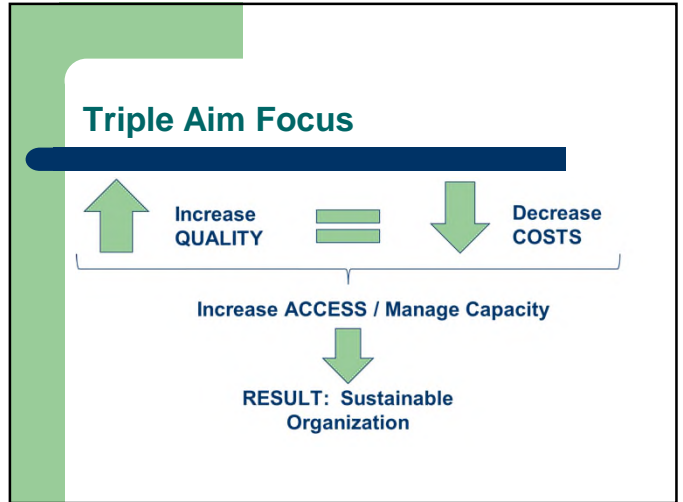 Triple Aim Focus
Increase
QUALITY
Decrease
COSTS
Increase ACCESS / Manage Capacity
RESULT: Sustainable
Organization